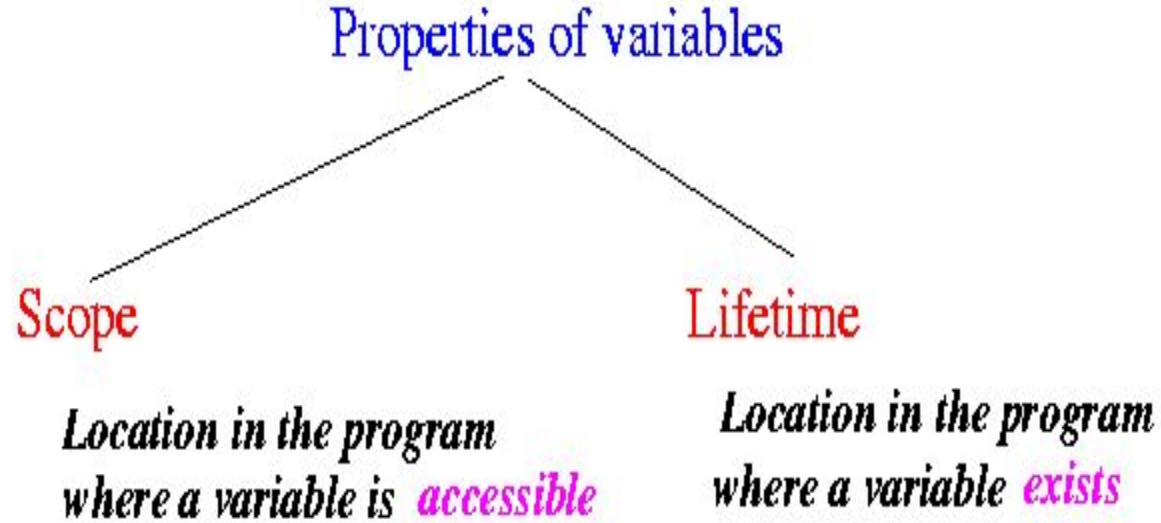 Properties of variables
Scope
Location in the program
where a variable is accessible
Lifetime
Location in the program
where a variable exists